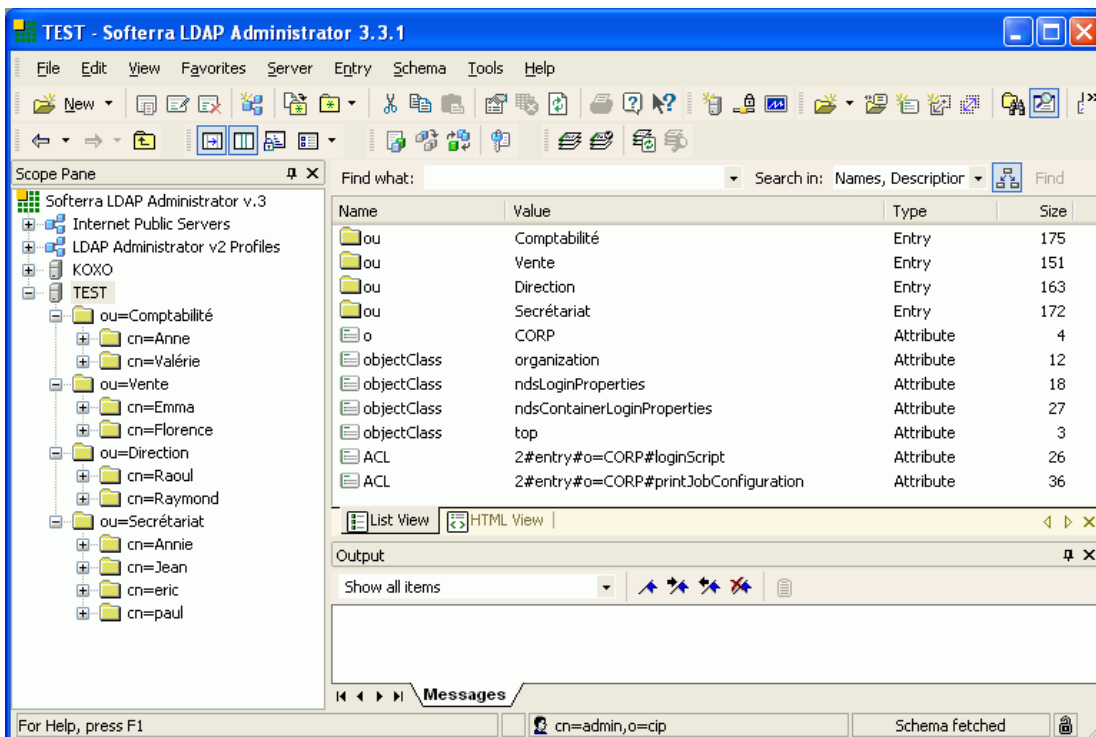 TEST - Softerra LDAP Administrator 3.3.1
File Edit View Favorites Server Entry Schema Tools Help
New
Scope Pane
Find what: Search in: Names, Description Find
Softerra LDAP Administrator v.3
Internet Public Servers
LDAP Administrator v2 Profiles
KOXO
TEST
ou=Comptabilité
cn=Anne
cn=Valérie
ou=Vente
cn=Emma
cn=Florence
ou=Direction
cn=Raoul
cn=Raymond
ou=Secrétariat
cn=Annie
cn=Jean
cn=eric
cn=paul
Name Value Type Size
ou Comptabilité Entry 175
ou Vente Entry 151
ou Direction Entry 163
ou Secrétariat Entry 172
o CORP Attribute 4
objectClass organization Attribute 12
objectClass ndsLoginProperties Attribute 18
objectClass ndsContainerLoginProperties Attribute 27
objectClass top Attribute 3
ACL 2#entry#o=CORP#loginScript Attribute 26
ACL 2#entry#o=CORP#printJobConfiguration Attribute 36
List View HTML View
Output
Show all items
Messages
For Help, press F1 cn=admin,o=cip Schema fetched